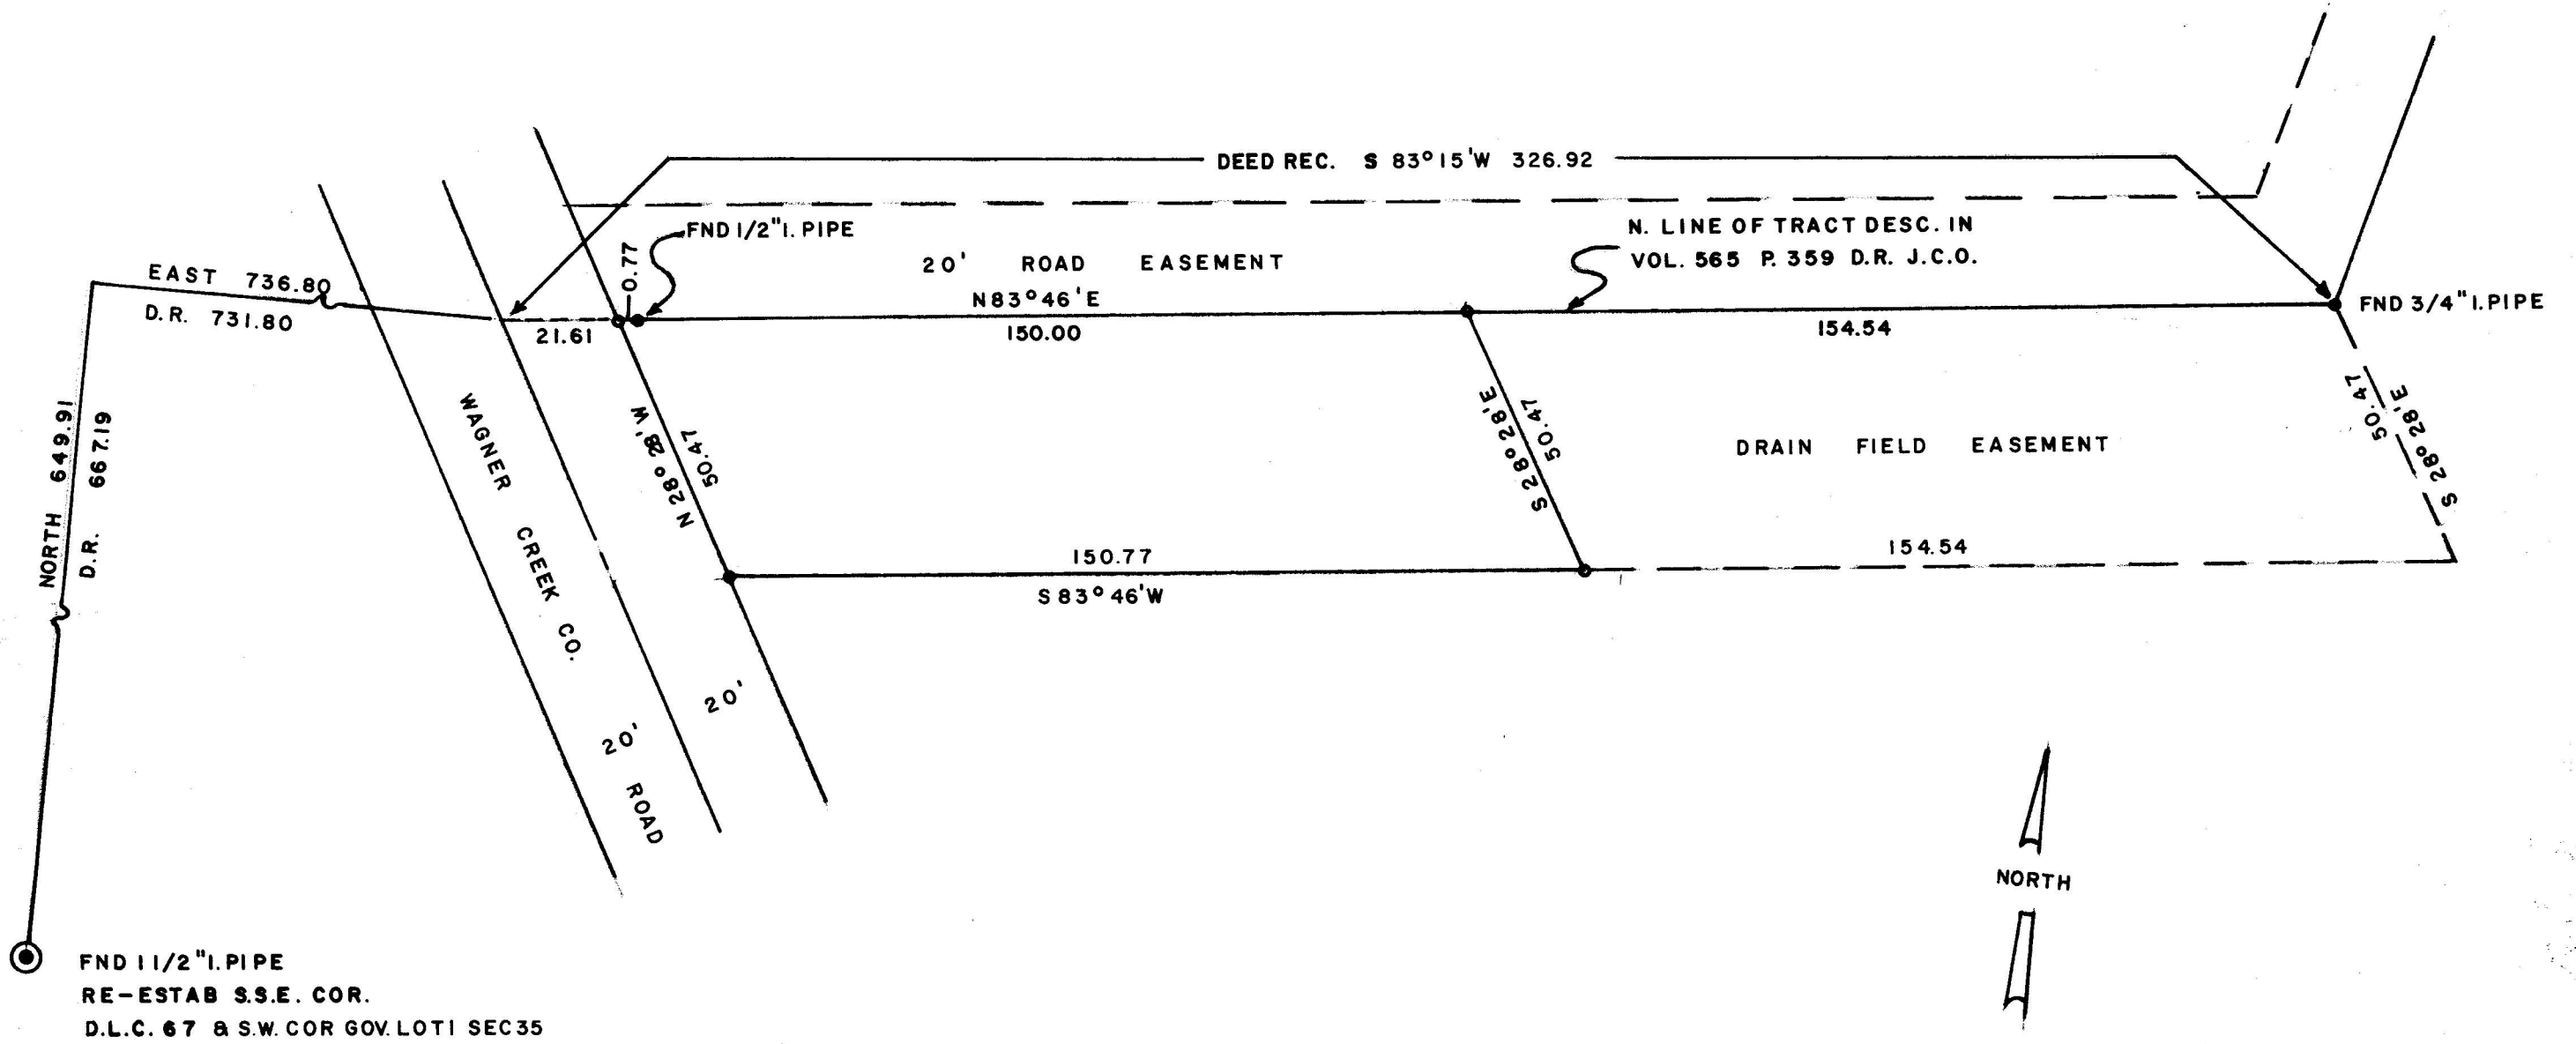 DEED REC. S 83°15'W 326.92
FND 1/2" I. PIPE
N. LINE OF TRACT DESC. IN
VOL. 565 P. 359 D.R. J.C.O.
0.77
20' ROAD EASEMENT
EAST 736.80
D.R. 731.80
N83°46'E
FND 3/4" I. PIPE
21.61
150.00
154.54
NORTH 649.91
D.R. 667.19
WAGNER CREEK CO. ROAD
N 28° 28' W
50.47
S 28° 28' E
50.47
DRAIN FIELD EASEMENT
50.47
S 28° 28' E
150.77
S 83° 46' W
154.54
20'
20'
NORTH
FND 1 1/2" I. PIPE
RE-ESTAB S.S.E. COR.
D.L.C. 67 & S.W. COR GOV. LOT 1 SEC 35